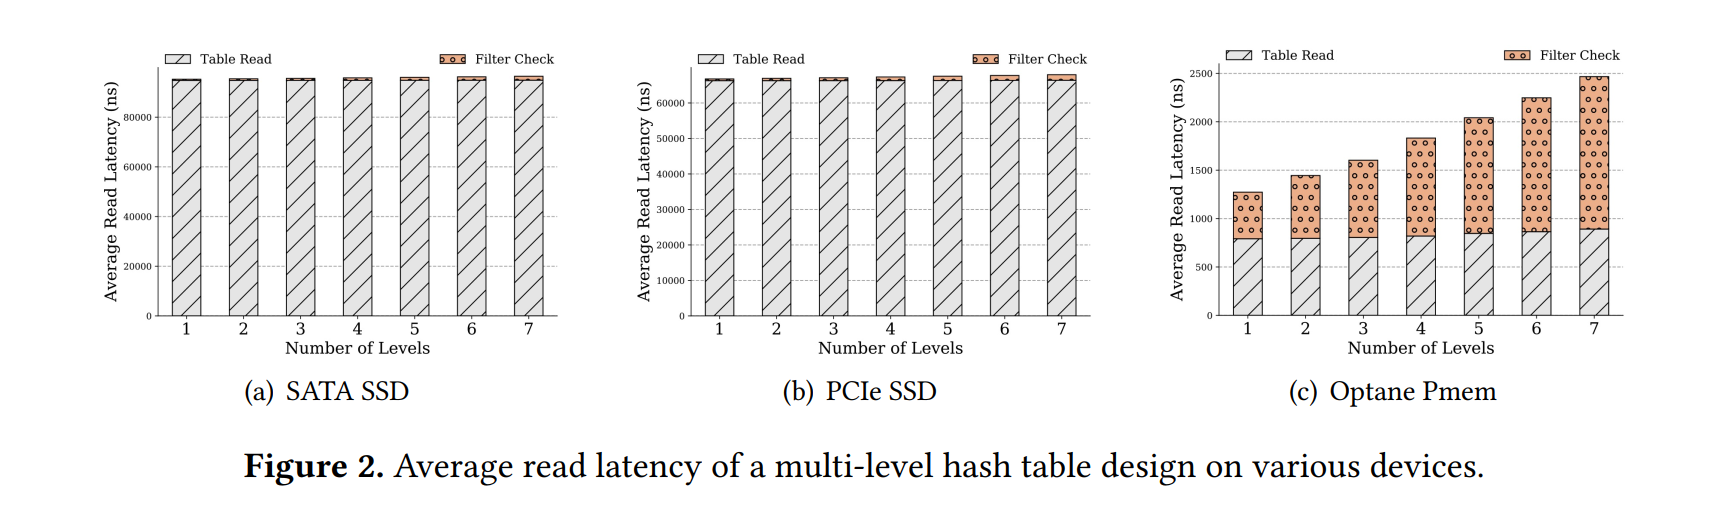 Table Read Filter Check
Average Read Latency (ns)
80000
60000
40000
20000
0
1 2 3 4 5 6 7
Number of Levels
(a) SATA SSD
Table Read Filter Check
Average Read Latency (ns)
60000
50000
40000
30000
20000
10000
0
1 2 3 4 5 6 7
Number of Levels
(b) PCIe SSD
Table Read Filter Check
Average Read Latency (ns)
2500
2000
1500
1000
500
0
1 2 3 4 5 6 7
Number of Levels
(c) Optane Pmem
Figure 2. Average read latency of a multi-level hash table design on various devices.